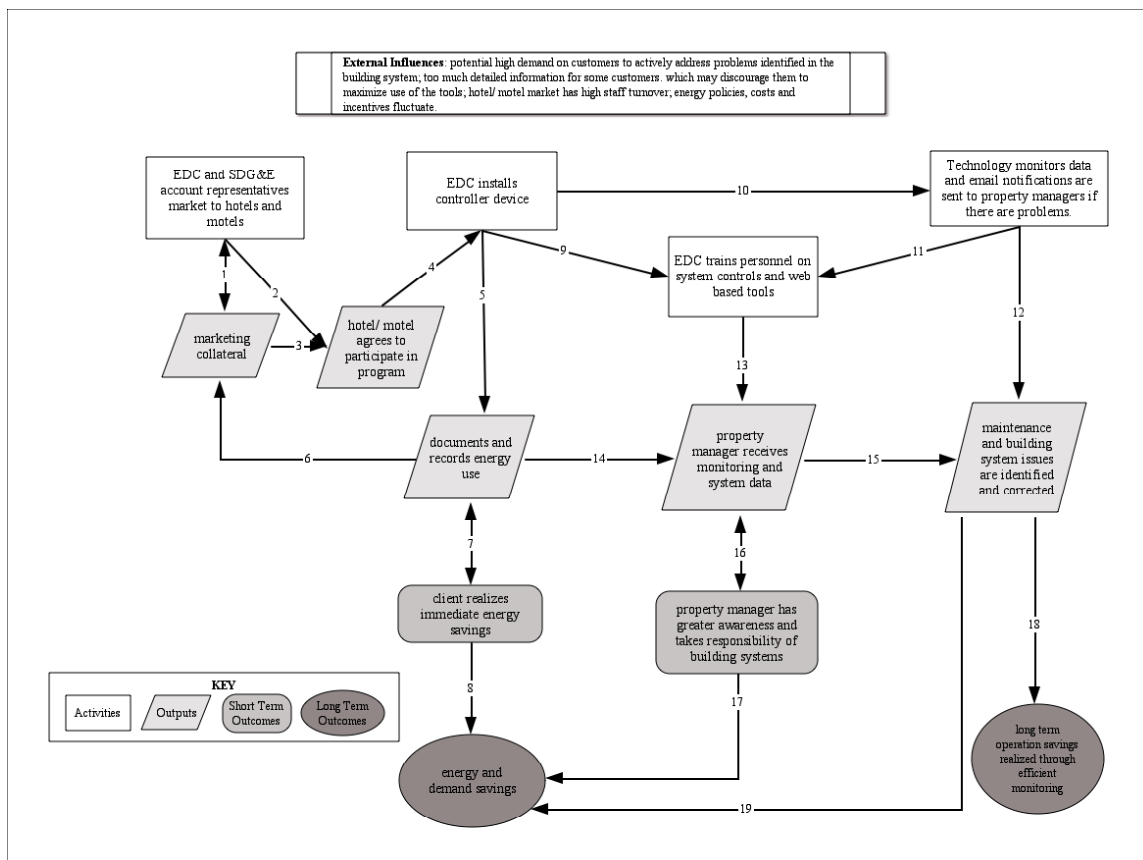 External Influences: potential high demand on customers to actively address problems identified in the
building system; too much detailed information for some customers. which may discourage them to
maximize use of the tools; hotel/ motel market has high staff turnover; energy policies, costs and
incentives fluctuate.
EDC and SDG&E
account representatives
market to hotels and
motels
EDC installs
controller device
10
Technology monitors data
and email notifications are
sent to property managers if
there are problems.
1
2
4
5
9
EDC trains personnel on
system controls and web
based tools
11
12
marketing
collateral
3
hotel/ motel
agrees to
participate in
program
13
6
documents and
records energy
use
14
property
manager receives
monitoring and
system data
15
maintenance
and building
system issues
are identified
and corrected
7
16
client realizes
immediate energy
savings
property manager has
greater awareness and
takes responsibility of
building systems
18
8
17
KEY
Activities
Outputs
Short Term
Outcomes
Long Term
Outcomes
energy and
demand savings
19
long term
operation savings
realized through
efficient
monitoring